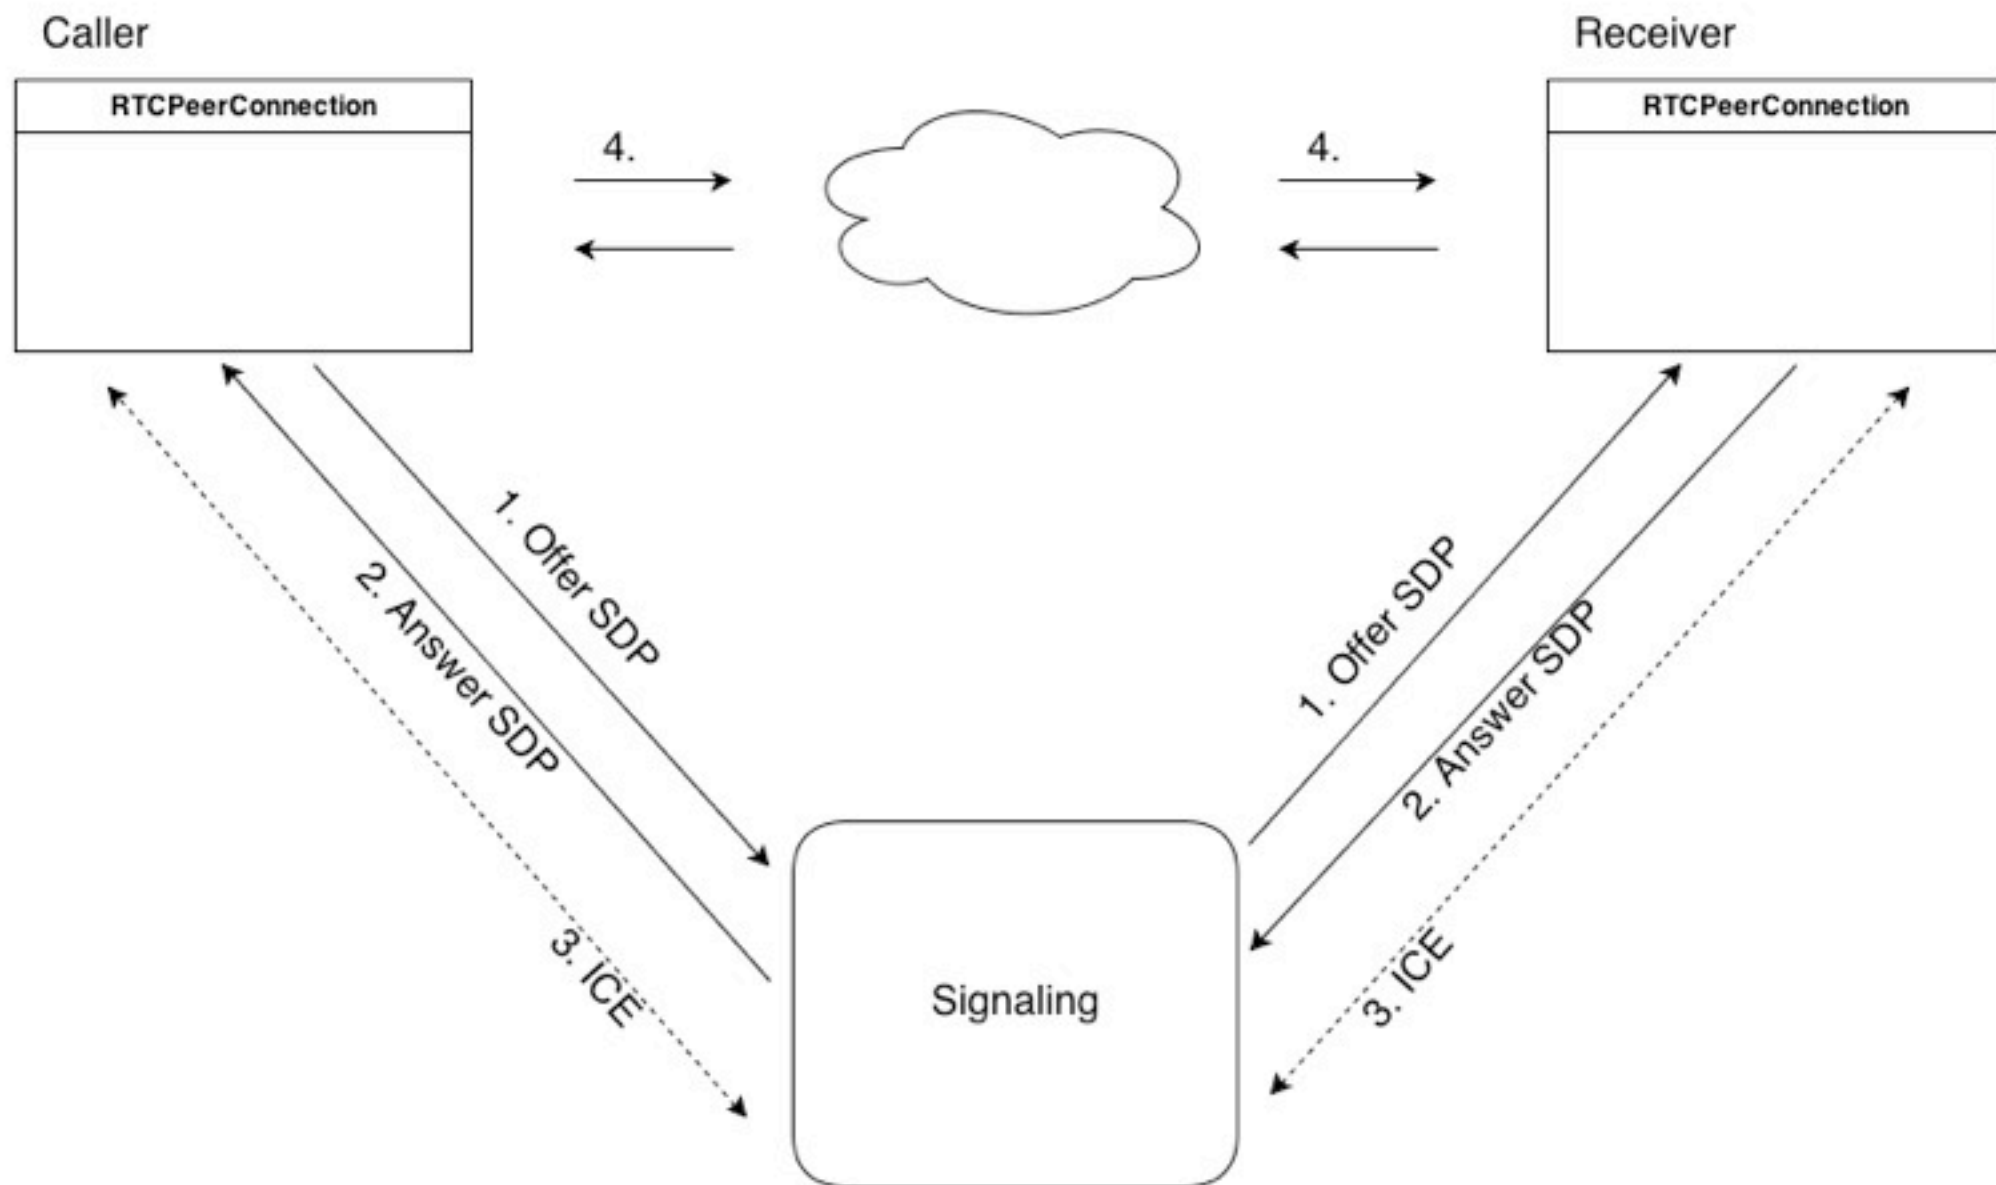 Caller
Receiver
RTCPeerConnection
RTCPeerConnection
4.
4.
1. Offer SDP
2. Answer SDP
3. ICE
1. Offer SDP
2. Answer SDP
3. ICE
Signaling